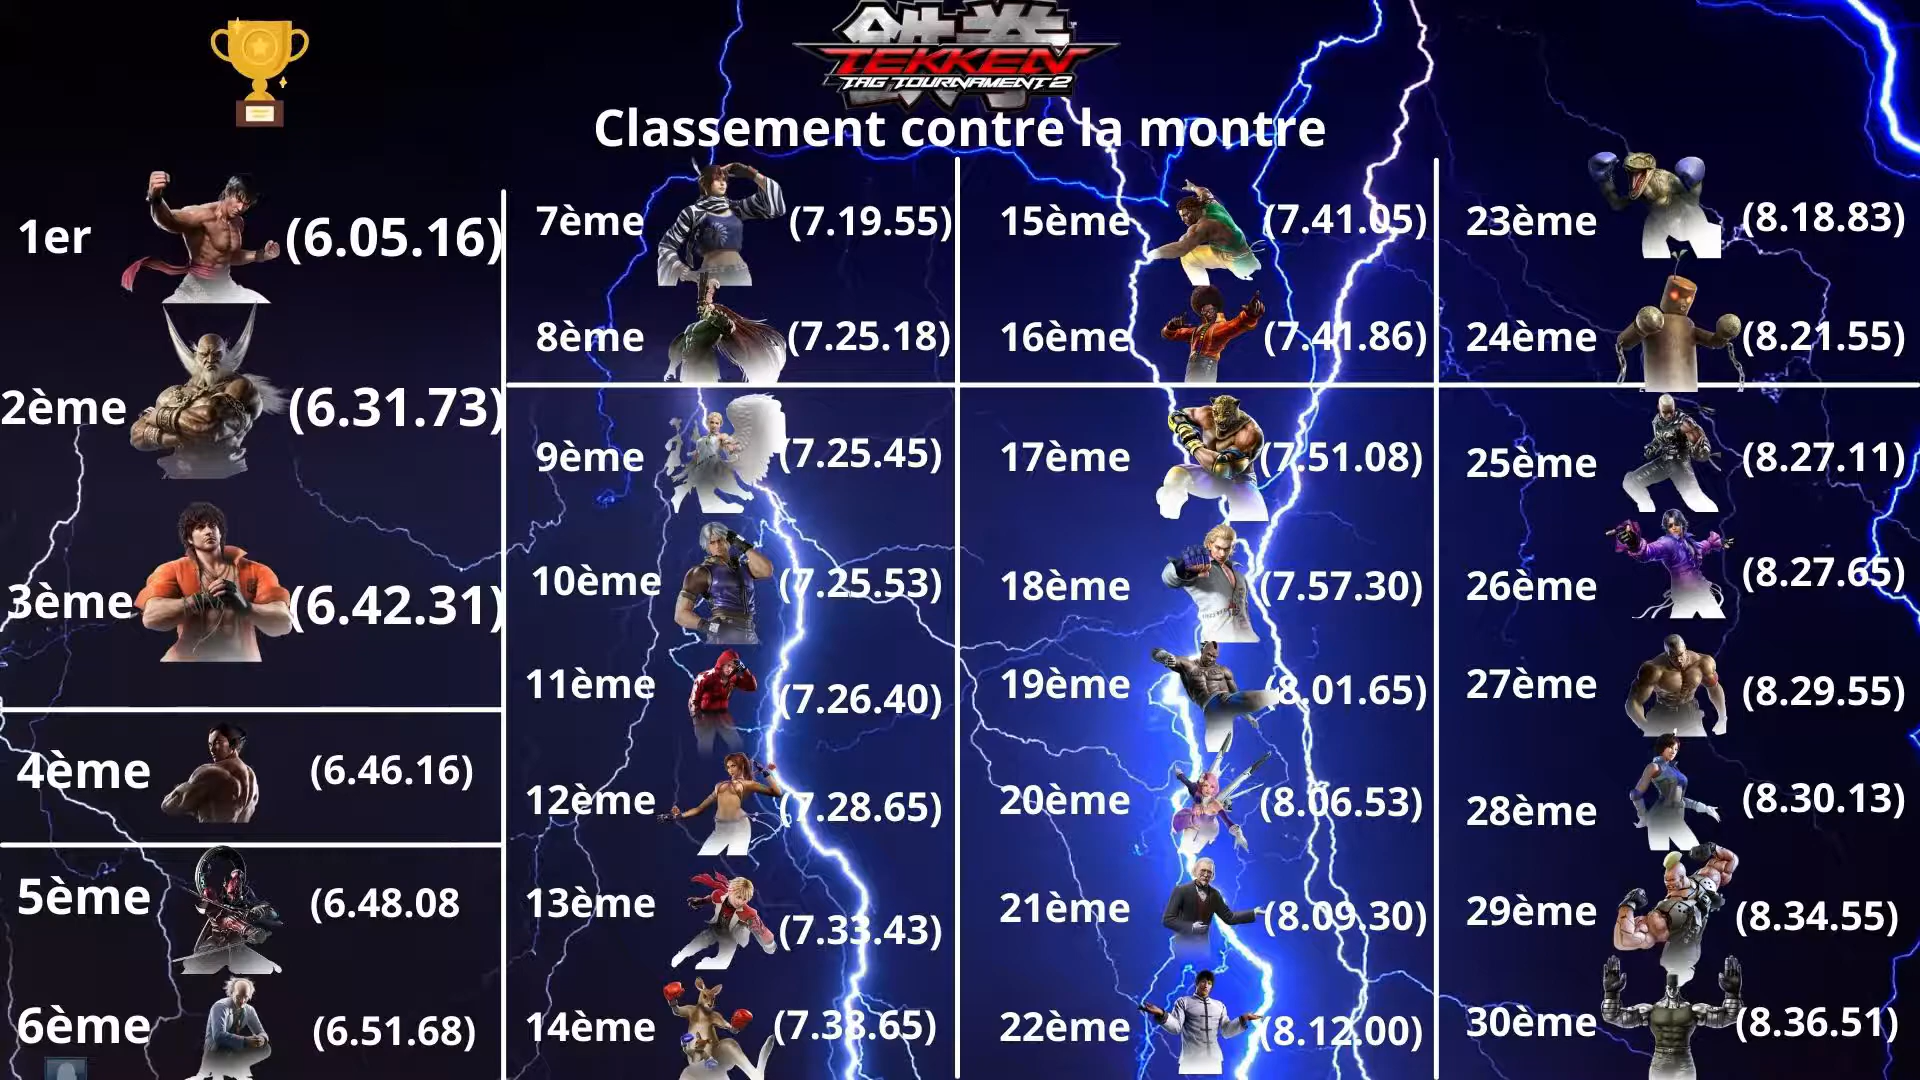 鉄拳
TEKKEN
TAG TOURNAMENT 2
Classement contre la montre
1er (6.05.16)
2ème (6.31.73)
3ème (6.42.31)
4ème (6.46.16)
5ème (6.48.08
6ème (6.51.68)
7ème (7.19.55)
8ème (7.25.18)
9ème (7.25.45)
10ème (7.25.53)
11ème (7.26.40)
12ème (7.28.65)
13ème (7.33.43)
14ème (7.38.65)
15ème (7.41.05)
16ème (7.41.86)
17ème (7.51.08)
18ème (7.57.30)
19ème (8.01.65)
20ème (8.06.53)
21ème (8.09.30)
22ème (8.12.00)
23ème (8.18.83)
24ème (8.21.55)
25ème (8.27.11)
26ème (8.27.65)
27ème (8.29.55)
28ème (8.30.13)
29ème (8.34.55)
30ème (8.36.51)